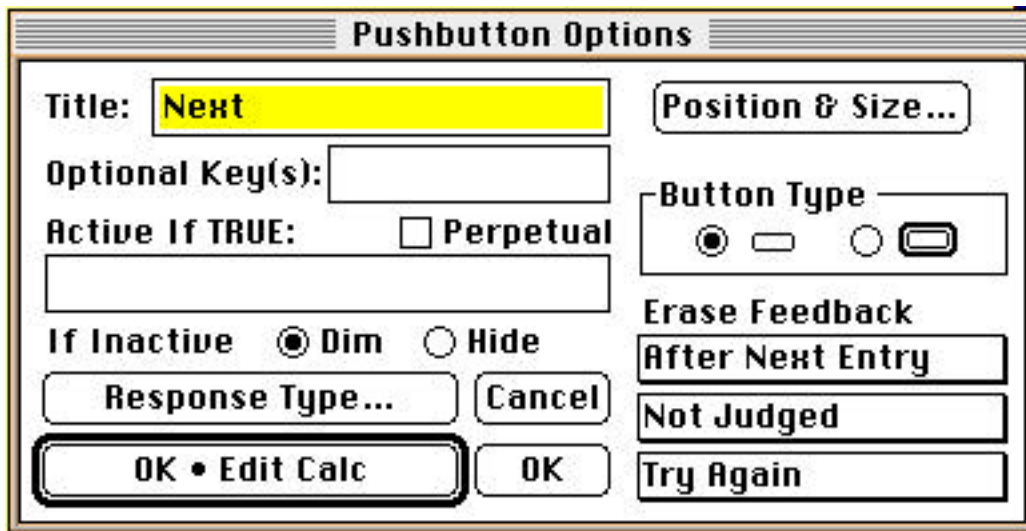 Pushbutton Options
Title: Next
Position & Size...
Optional Key(s):
Button Type
Active If TRUE: Perpetual
Erase Feedback
If Inactive Dim Hide
After Next Entry
Response Type... Cancel
Not Judged
OK • Edit Calc OK
Try Again